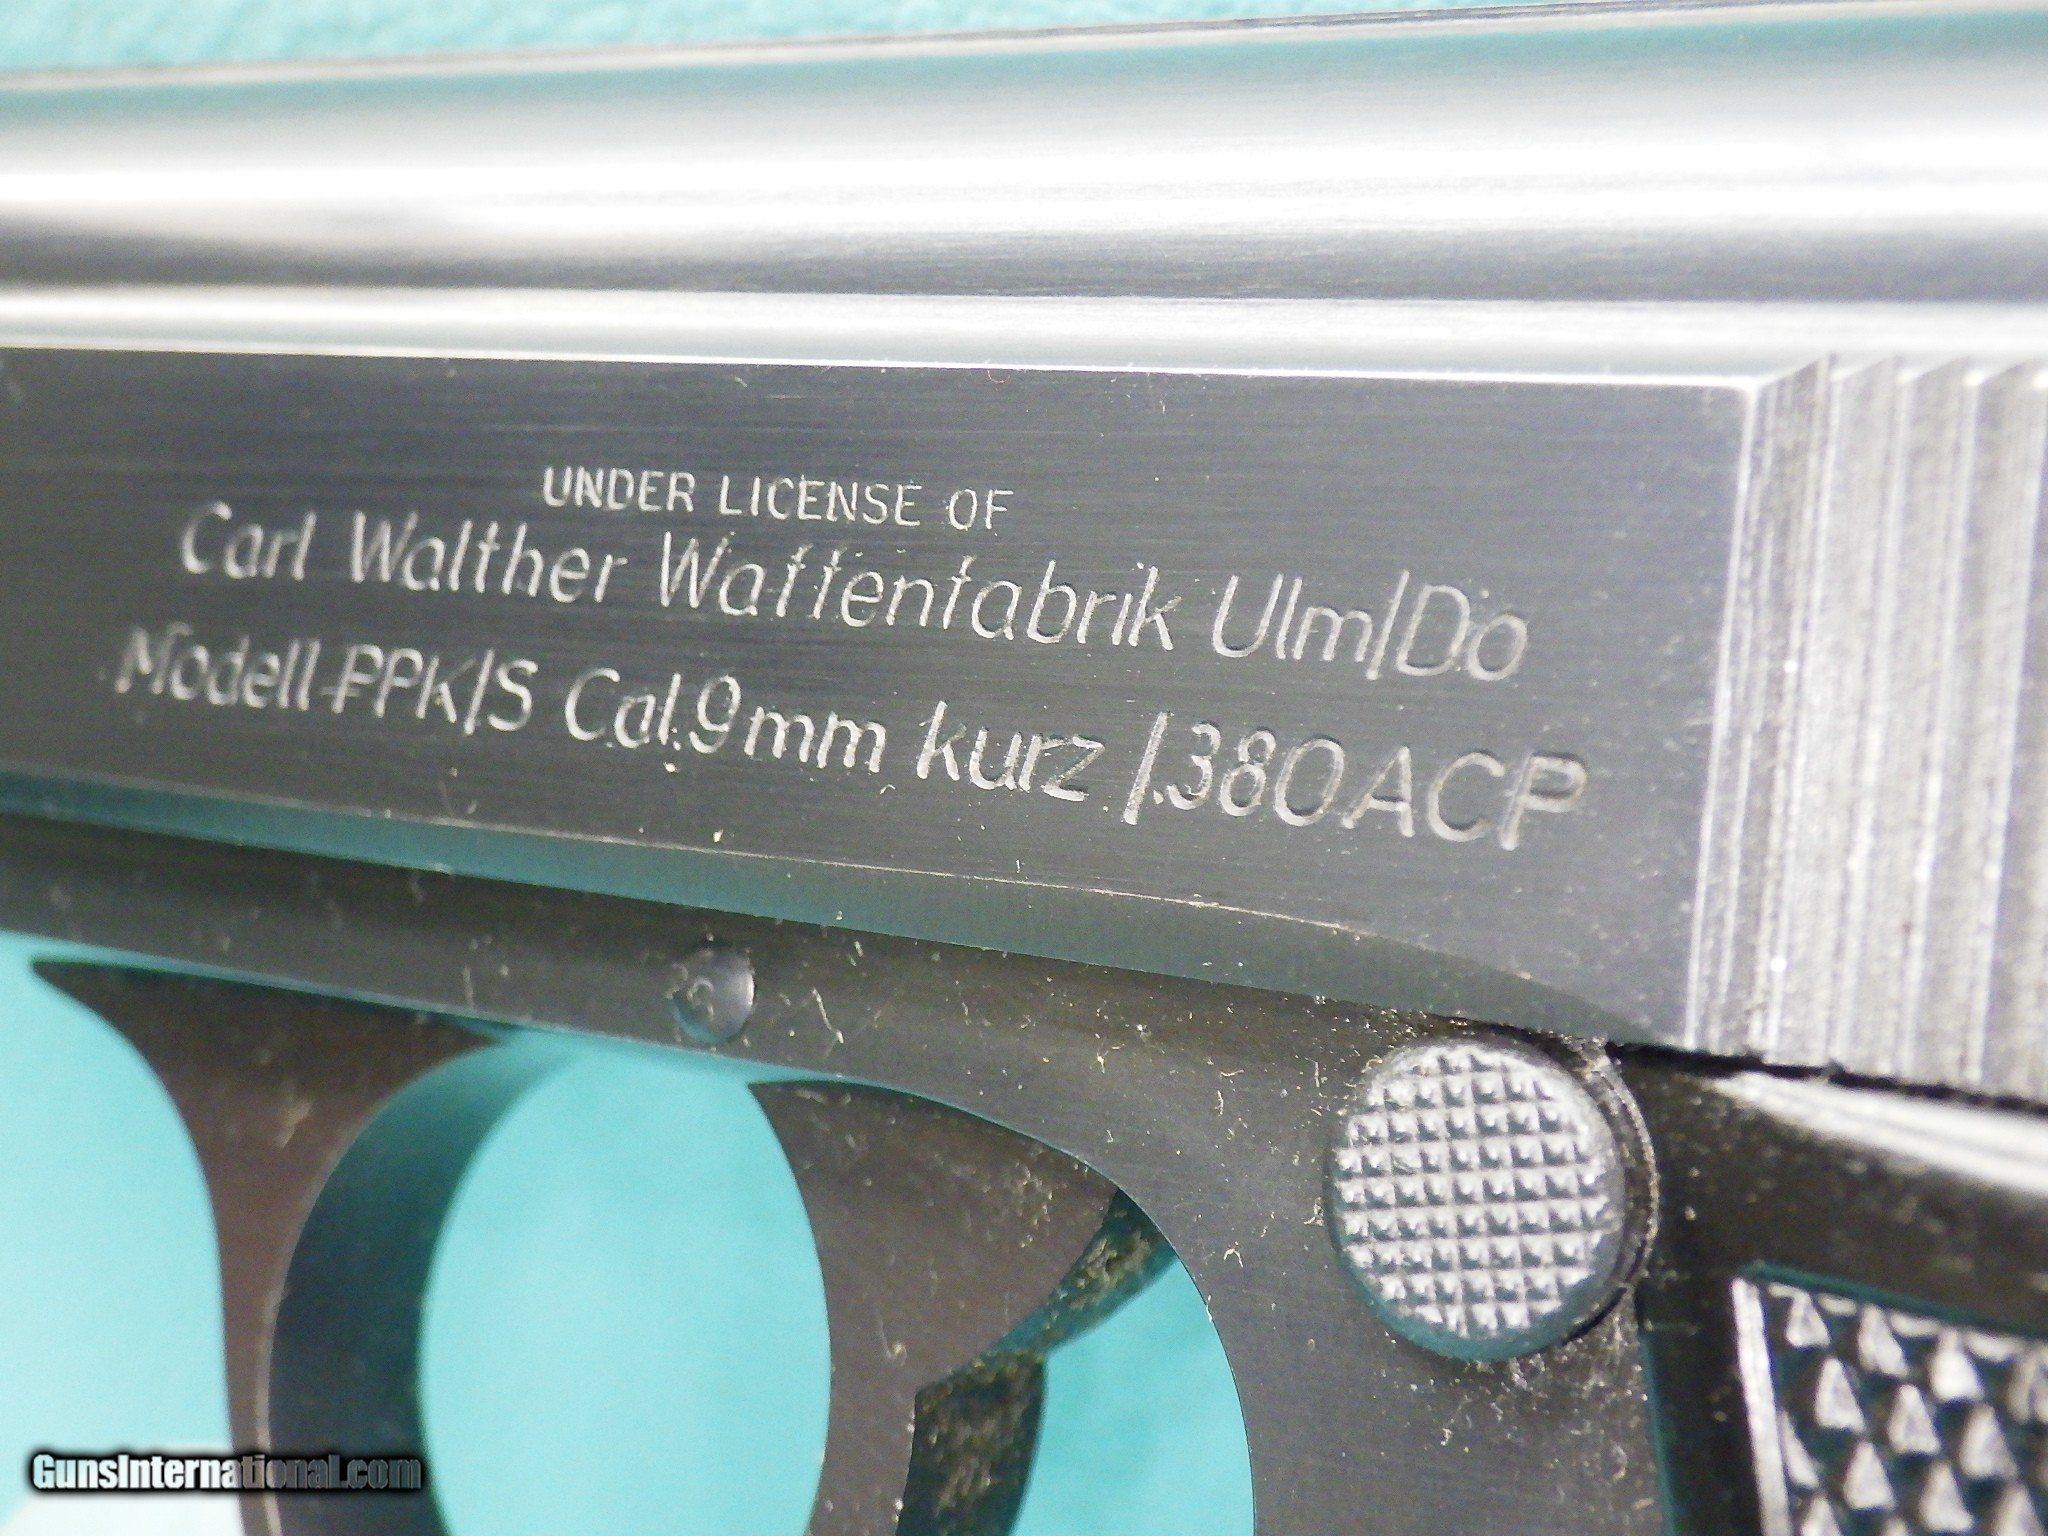 UNDER LICENSE OF
Carl Walther Waffenfabrik Ulm/Do
Modell PPK/S Cal.9mm kurz /.380ACP
GunsInternational.com